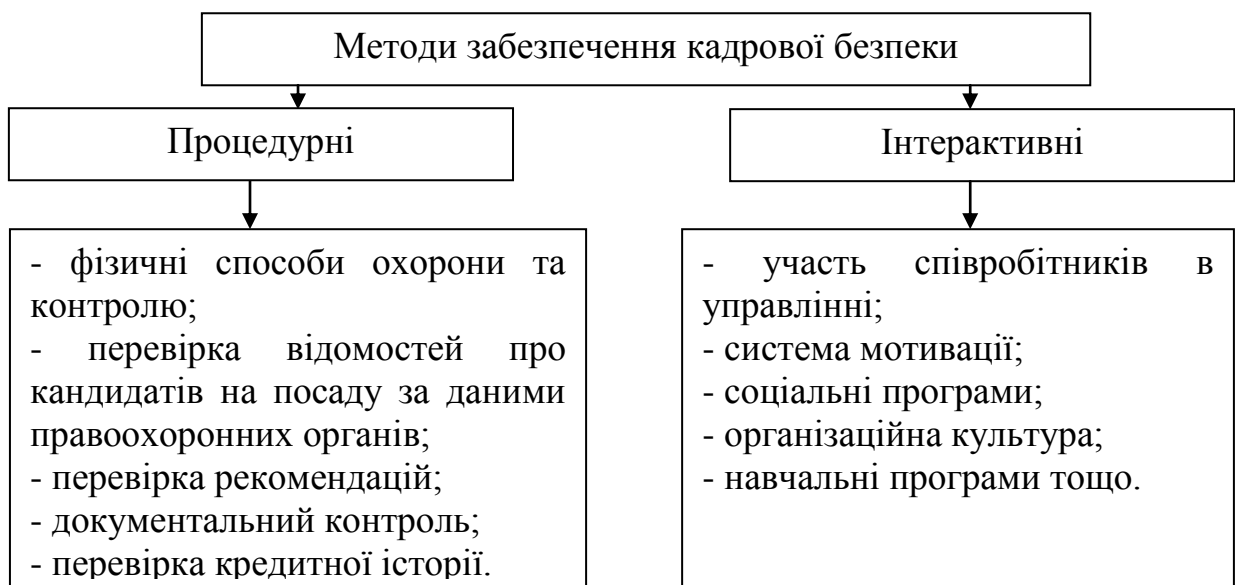 Методи забезпечення кадрової безпеки
Процедурні
Інтерактивні
- фізичні способи охорони та
контролю;
- перевірка відомостей про
кандидатів на посаду за даними
правоохоронних органів;
- перевірка рекомендацій;
- документальний контроль;
- перевірка кредитної історії.
- участь співробітників в
управлінні;
- система мотивації;
- соціальні програми;
- організаційна культура;
- навчальні програми тощо.